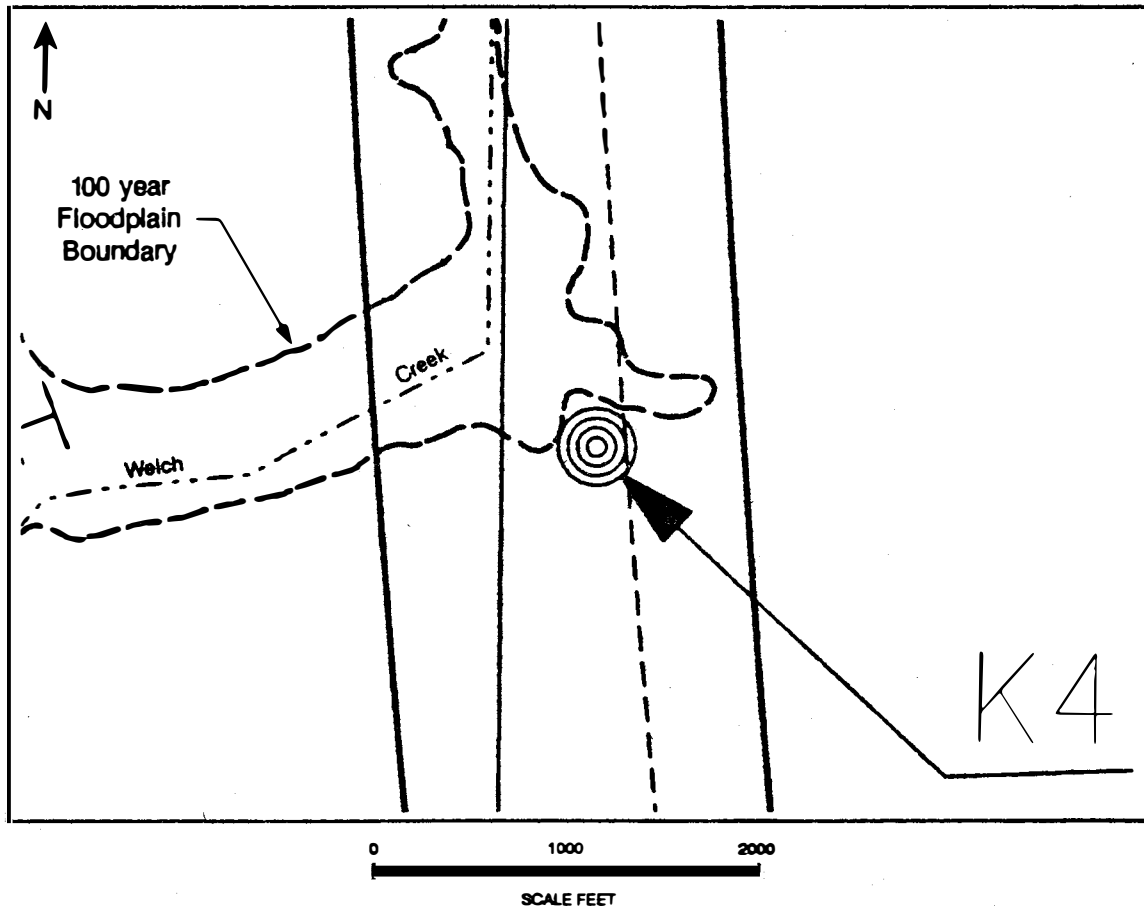 N
100 year
Floodplain
Boundary
Creek
Welch
K4
0 1000 2000
SCALE FEET